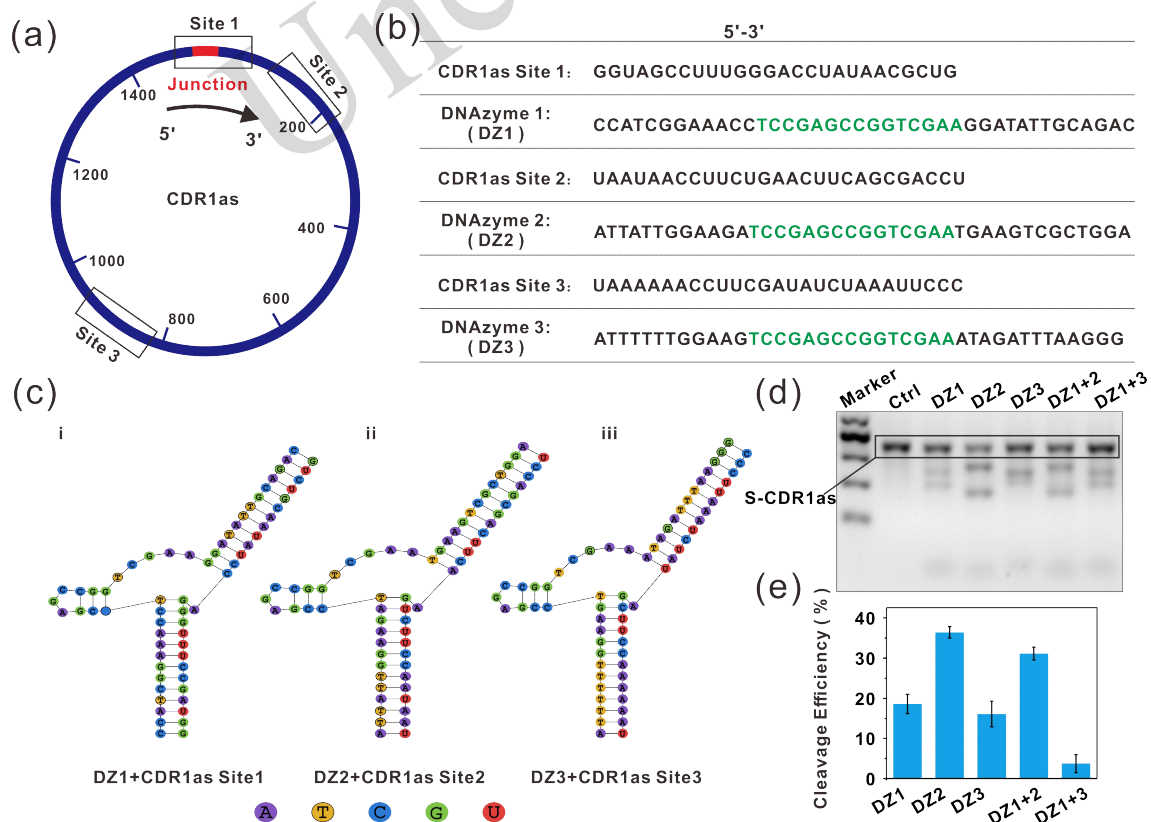 (a)
Site 1
Site 2
Junction
1400
5'
3'
200
1200
CDR1as
400
1000
600
800
Site 3
Unc
(b)
5'-3'
CDR1as Site 1: GGUAGCCUUUGGGACCUAUAACGCUG
DNAzyme 1: CCATCGGAAACCTCCGAGCCGGTCGAAGGATATTGCAGAC
( DZ1 )
CDR1as Site 2: UAAUAACCUUCUGAACUUCAGCGACCU
DNAzyme 2: ATTATTGGAAGATCCGAGCCGGTCGAATGAAGTCGCTGGA
( DZ2 )
CDR1as Site 3: UAAAAAACCUUCGAUAUCUAAAUUCCC
DNAzyme 3: ATTTTTTGGAAGTCCGAGCCGGTCGAAATAGATTTAAGGG
( DZ3 )
(c)
i
ii
iii
DZ1+CDR1as Site1
DZ2+CDR1as Site2
DZ3+CDR1as Site3
A T C G U
(d)
Marker Ctrl DZ1 DZ2 DZ3 DZ1+2 DZ1+3
S-CDR1as
(e)
Cleavage Efficiency ( % )
40
30
20
10
0
DZ1 DZ2 DZ3 DZ1+2 DZ1+3